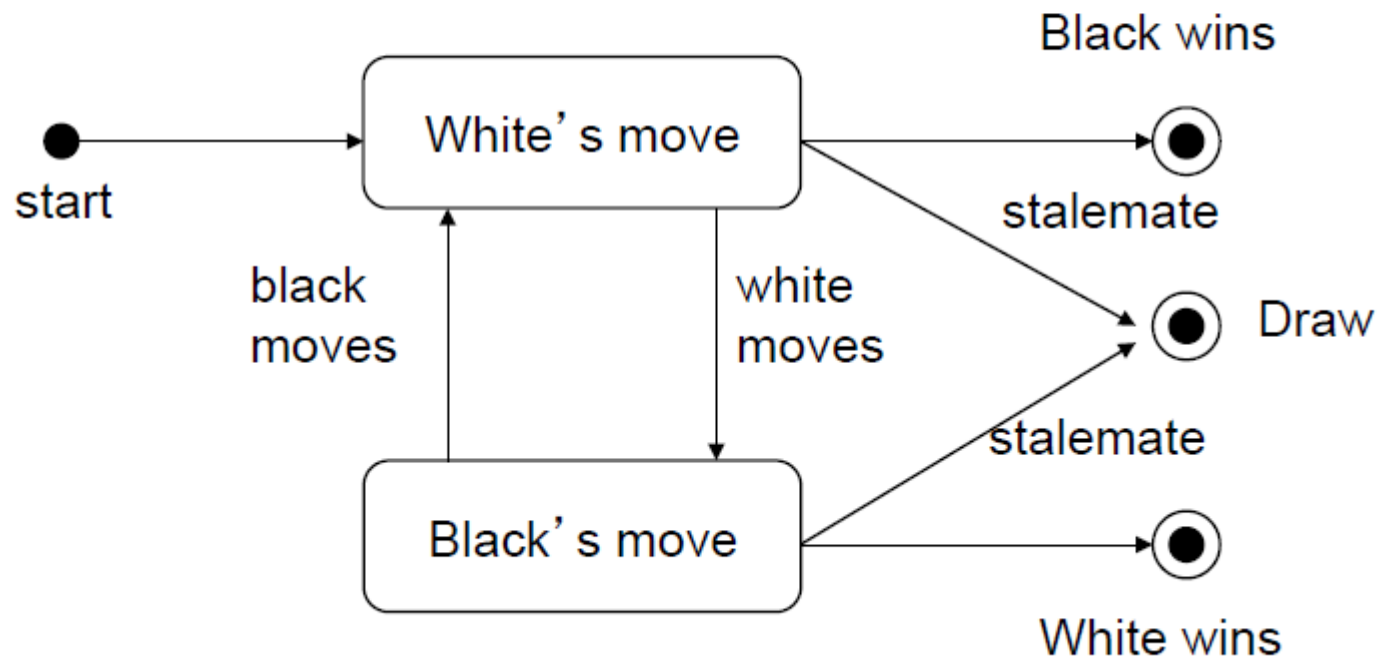 Black wins
White’s move
start
stalemate
black
moves
white
moves
Draw
stalemate
Black’s move
White wins